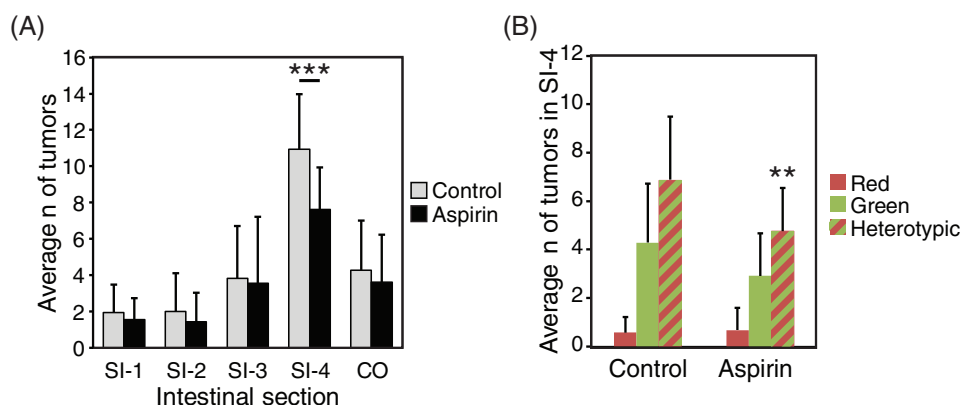 (A)
Average n of tumors
16
14
12
10
8
6
4
2
0
***
SI-1 SI-2 SI-3 SI-4 CO
Intestinal section
Control
Aspirin
(B)
Average n of tumors in SI-4
12
10
8
6
4
2
0
**
Control Aspirin
Red
Green
Heterotypic